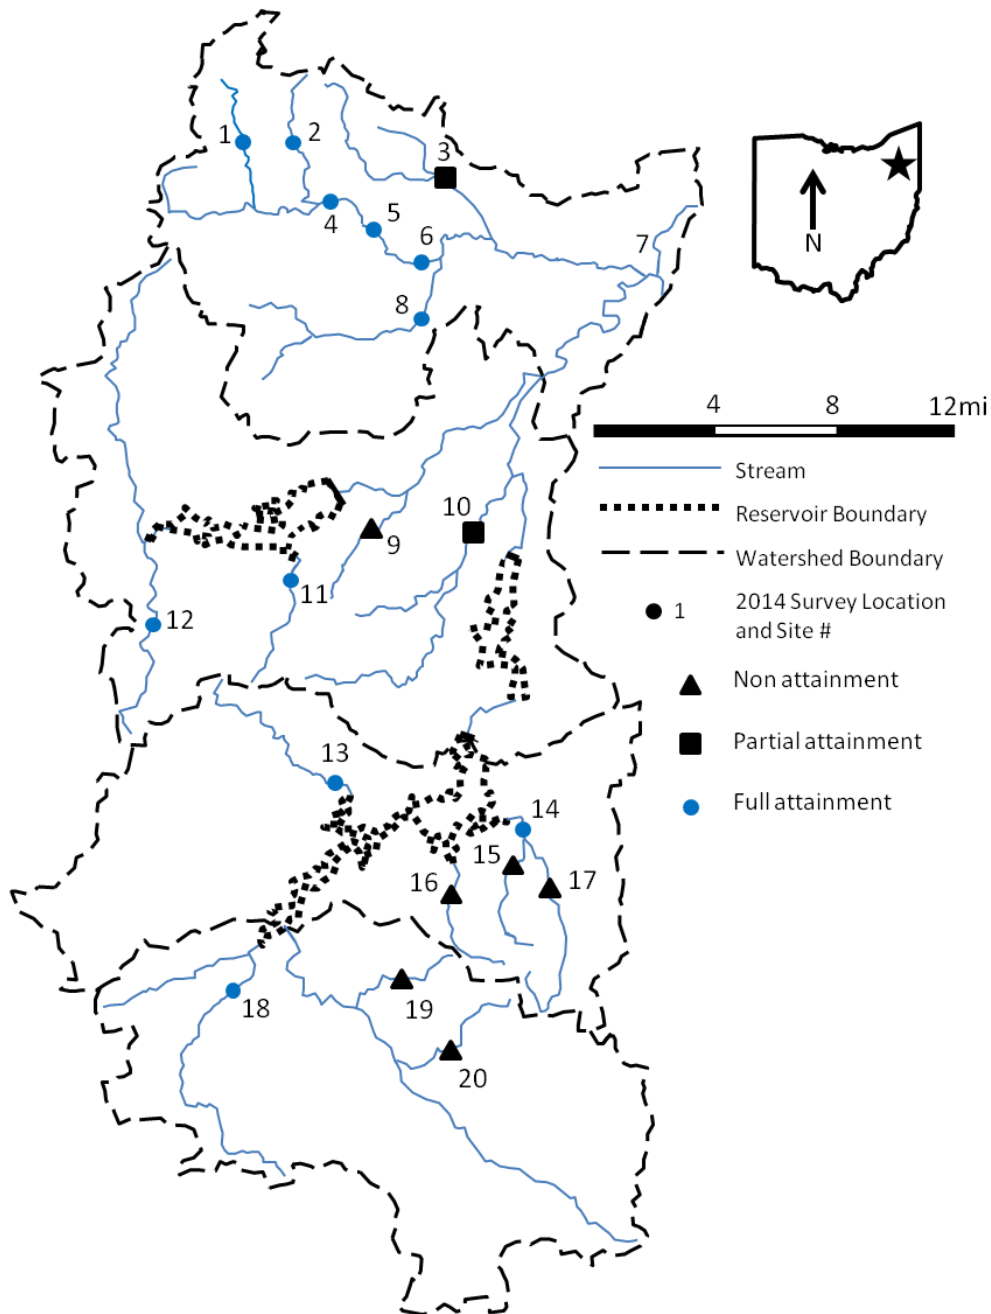 1
2
3
4
5
6
7
8
N
4
8
12mi
Stream
Reservoir Boundary
Watershed Boundary
1
2014 Survey Location
and Site #
Non attainment
Partial attainment
Full attainment
9
10
11
12
13
14
15
16
17
18
19
20